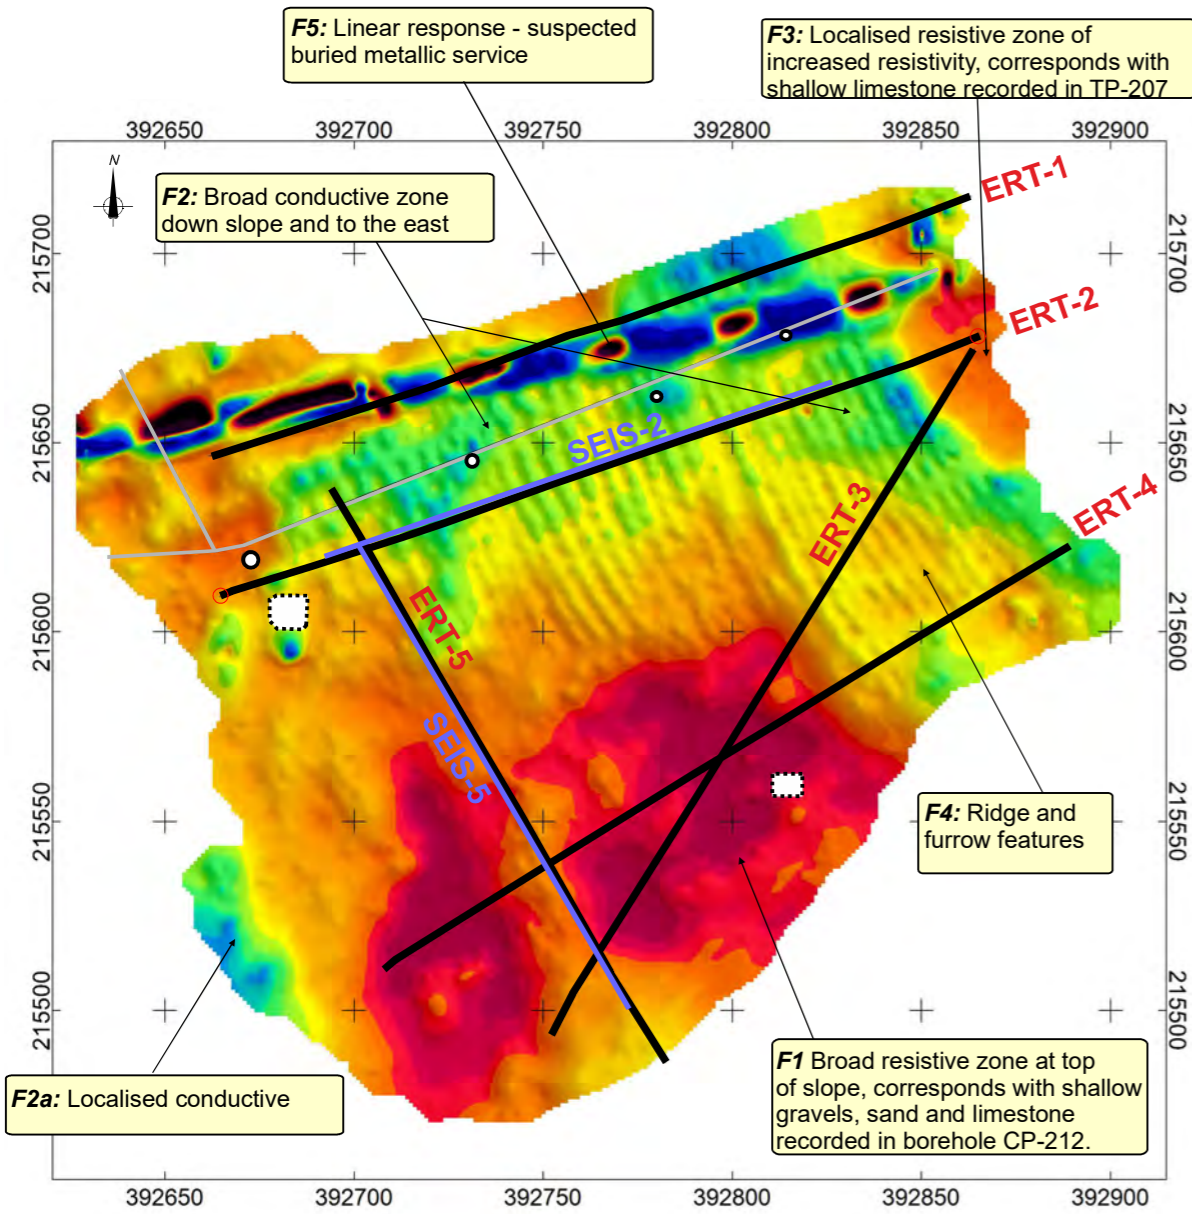 F5: Linear response - suspected
buried metallic service
F3: Localised resistive zone of
increased resistivity, corresponds with
shallow limestone recorded in TP-207
392650 392700 392750 392800 392850 392900
N
F2: Broad conductive zone
down slope and to the east
ERT-1
215700
215700
ERT-2
215650
215650
SEIS-2
ERT-3
ERT-4
215600
215600
ERT-5
SEIS-5
F4: Ridge and
furrow features
215550
215550
215500
215500
F1 Broad resistive zone at top
of slope, corresponds with shallow
gravels, sand and limestone
recorded in borehole CP-212.
F2a: Localised conductive
392650 392700 392750 392800 392850 392900